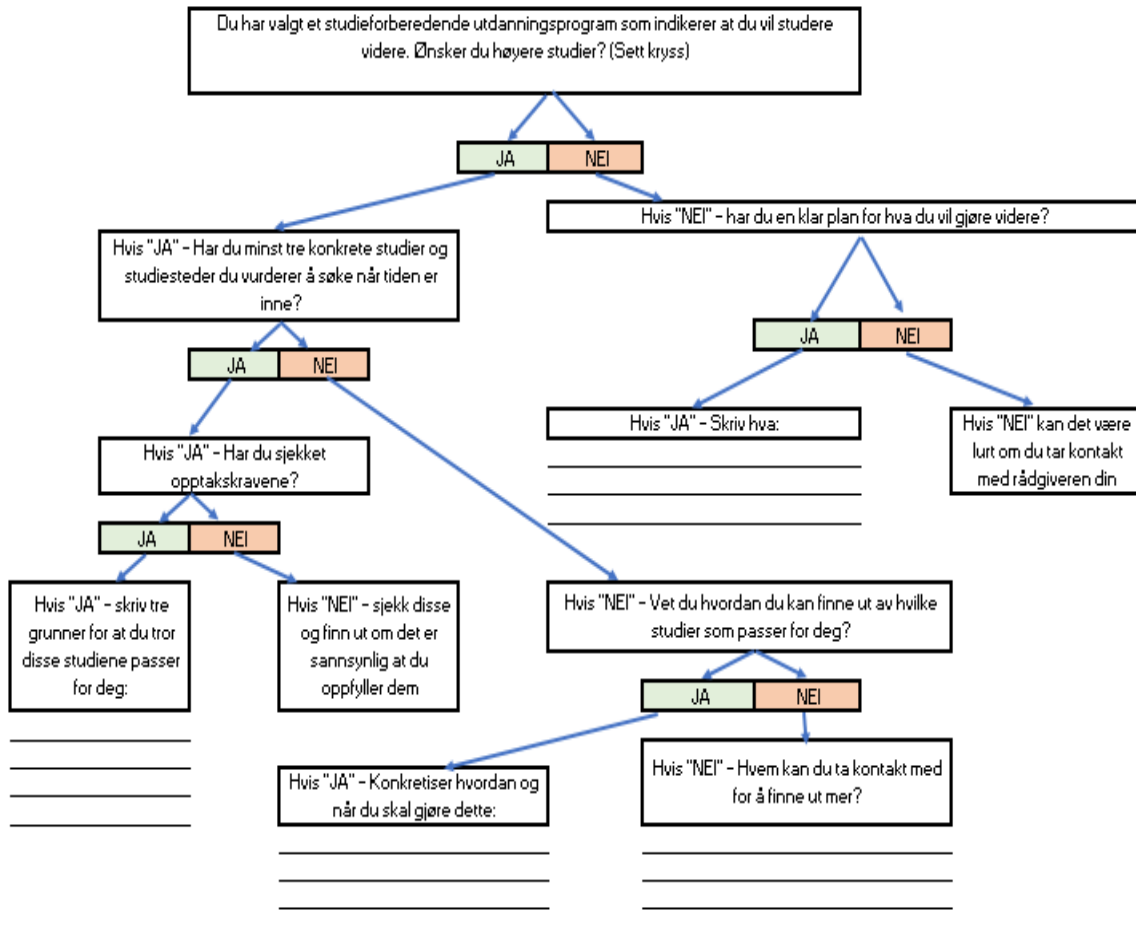 Du har valgt et studieforberedende utdanningsprogram som indikerer at du vil studere
videre. Ønsker du høyere studier? (Sett kryss)
JA
NEI
Hvis "NEI" - har du en klar plan for hva du vil gjøre videre?
Hvis "JA" - Har du minst tre konkrete studier og
studiesteder du vurderer å søke når tiden er
inne?
JA
NEI
JA
NEI
Hvis "JA" - Skriv hva:
Hvis "NEI" kan det være
lurt om du tar kontakt
med rådgiveren din
Hvis "JA" - Har du sjekket
opptakskravene?
JA
NEI
Hvis "JA" - skriv tre
grunner for at du tror
disse studiene passer
for deg:
Hvis "NEI" - sjekk disse
og finn ut om det er
sannsynlig at du
oppfyller dem
Hvis "NEI" - Vet du hvordan du kan finne ut av hvilke
studier som passer for deg?
JA
NEI
Hvis "JA" - Konkretiser hvordan og
når du skal gjøre dette:
Hvis "NEI" - Hvem kan du ta kontakt med
for å finne ut mer?